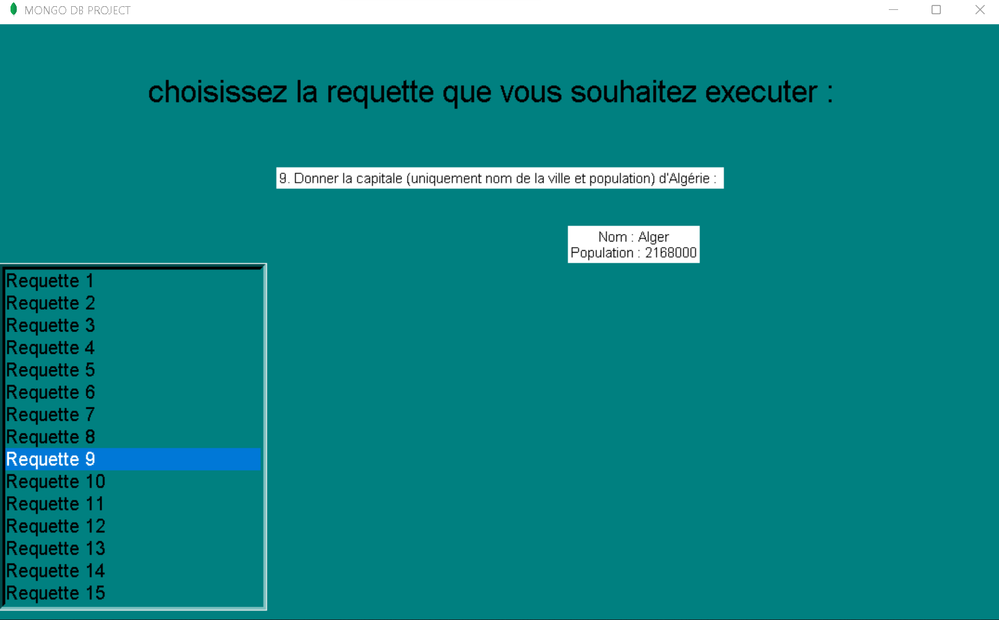 MONGO DB PROJECT
choisissez la requette que vous souhaitez executer :
9. Donner la capitale (uniquement nom de la ville et population) d'Algérie :
Nom : Alger
Population : 2168000
Requette 1
Requette 2
Requette 3
Requette 4
Requette 5
Requette 6
Requette 7
Requette 8
Requette 9
Requette 10
Requette 11
Requette 12
Requette 13
Requette 14
Requette 15